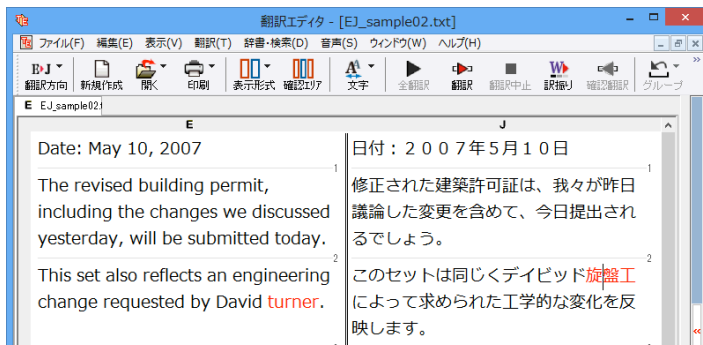 翻訳エディタ - [EJ_sample02.txt]
ファイル(F) 編集(E) 表示(V) 翻訳(T) 辞書・検索(D) 音声(S) ウィンドウ(W) ヘルプ(H)
E▸J
翻訳方向 新規作成 開く 印刷 表示形式 確認エリア 文字 全翻訳 翻訳 翻訳中止 訳振り 確認翻訳 グループ
E EJ_sample02.t
E J
Date: May 10, 2007
日付：２００７年５月１０日
1 1
The revised building permit,
including the changes we discussed
yesterday, will be submitted today.
修正された建築許可証は、我々が昨日
議論した変更を含めて、今日提出され
るでしょう。
2 2
This set also reflects an engineering
change requested by David turner.
このセットは同じくデイビッド旋盤工
によって求められた工学的な変化を反
映します。